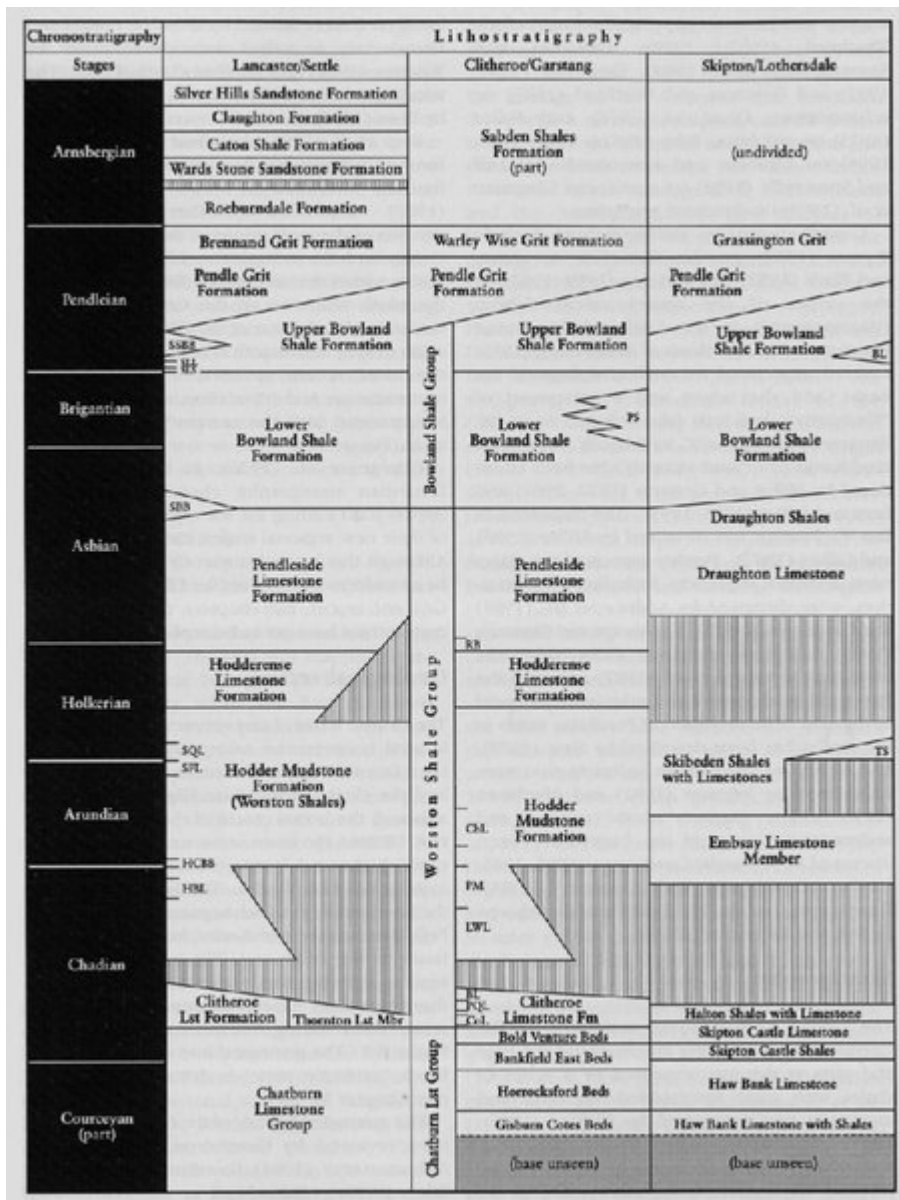 Chronostratigraphy
Lithostratigraphy
Stages
Lancaster/Settle
Clitheroe/Garstang
Skipton/Lothersdale
Arnsbergian
Silver Hills Sandstone Formation
Claughton Formation
Caton Shale Formation
Wards Stone Sandstone Formation
Roeburndale Formation
Sabden Shales
Formation
(part)
(undivided)
Pendleian
Brennand Grit Formation
Warley Wise Grit Formation
Grassington Grit
Pendle Grit
Formation
Pendle Grit
Formation
Pendle Grit
Formation
SSBB
Upper Bowland
Shale Formation
Upper Bowland
Shale Formation
Upper Bowland
Shale Formation
BL
Bowland Shale Group
Brigantian
Lower
Bowland Shale
Formation
Lower
Bowland Shale
Formation
PS
Lower
Bowland Shale
Formation
Asbian
SBB
Pendleside
Limestone
Formation
Pendleside
Limestone
Formation
RB
Draughton Shales
Draughton Limestone
Holkerian
Hodderense
Limestone
Formation
Hodderense
Limestone
Formation
SQL
Worston Shale Group
Arundian
SPL
Hodder Mudstone
Formation
(Worston Shales)
HCBB
Hodder
Mudstone
Formation
ChL
Skibeden Shales
with Limestones
TS
Embsay Limestone
Member
Chadian
HBL
PM
LWL
Clitheroe
Lst Formation
Thornton Lst Mbr
PQL
CoL
Clitheroe
Limestone Fm
Bold Venture Beds
Bankfield East Beds
Halton Shales with Limestone
Skipton Castle Limestone
Skipton Castle Shales
Courceyan
(part)
Chatburn
Limestone
Group
Chatburn Lst Group
Horrocksford Beds
Gisburn Cotes Beds
(base unseen)
Haw Bank Limestone
Haw Bank Limestone with Shales
(base unseen)